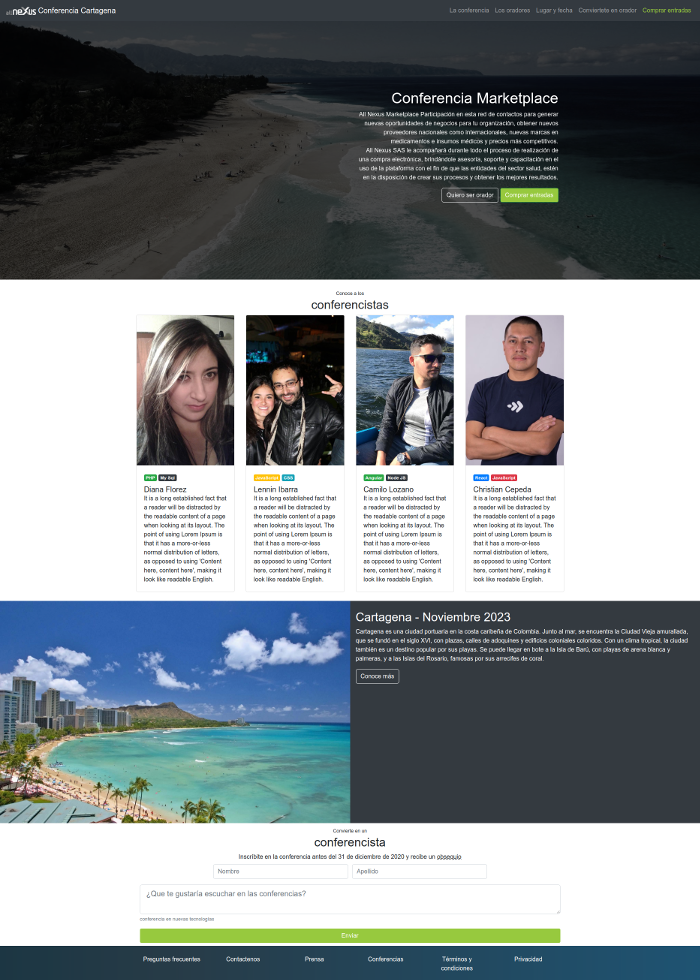 all neXus Conferencia Cartagena
La conferencia Los oradores Lugar y fecha Conviertete en orador Comprar entradas
Conferencia Marketplace
All Nexus Marketplace Participación en esta red de contactos para generar
nuevas oportunidades de negocios para tu organización, obtener nuevos
proveedores nacionales como internacionales, nuevas marcas en
medicamentos e insumos médicos y precios más competitivos.
All Nexus SAS le acompañará durante todo el proceso de realización de
una compra electrónica, brindándole asesoría, soporte y capacitación en el
uso de la plataforma con el fin de que las entidades del sector salud, estén
en la disposición de crear sus procesos y obtener los mejores resultados.
Quiero ser orador Comprar entradas
Conoce a los
conferencistas
PHP My Sql
Diana Florez
It is a long established fact that
a reader will be distracted by
the readable content of a page
when looking at its layout. The
point of using Lorem Ipsum is
that it has a more-or-less
normal distribution of letters,
as opposed to using 'Content
here, content here', making it
look like readable English.
JavaScript CSS
Lennin Ibarra
It is a long established fact that
a reader will be distracted by
the readable content of a page
when looking at its layout. The
point of using Lorem Ipsum is
that it has a more-or-less
normal distribution of letters,
as opposed to using 'Content
here, content here', making it
look like readable English.
Angular Node JS
Camilo Lozano
It is a long established fact that
a reader will be distracted by
the readable content of a page
when looking at its layout. The
point of using Lorem Ipsum is
that it has a more-or-less
normal distribution of letters,
as opposed to using 'Content
here, content here', making it
look like readable English.
React JavaScript
Christian Cepeda
It is a long established fact that
a reader will be distracted by
the readable content of a page
when looking at its layout. The
point of using Lorem Ipsum is
that it has a more-or-less
normal distribution of letters,
as opposed to using 'Content
here, content here', making it
look like readable English.
Cartagena - Noviembre 2023
Cartagena es una ciudad portuaria en la costa caribeña de Colombia. Junto al mar, se encuentra la Ciudad Vieja amurallada,
que se fundó en el siglo XVI, con plazas, calles de adoquines y edificios coloniales coloridos. Con un clima tropical, la ciudad
también es un destino popular por sus playas. Se puede llegar en bote a la Isla de Barú, con playas de arena blanca y
palmeras, y a las Islas del Rosario, famosas por sus arrecifes de coral.
Conoce más
Convierte en un
conferencista
Inscribite en la conferencia antes del 31 de diciembre de 2020 y recibe un obsequio
Nombre Apellido
¿Que te gustaría escuchar en las conferencias?
conferencia en nuevas tecnologías
Enviar
Preguntas frecuentes Contactenos Prensa Conferencias Términos y condiciones Privacidad